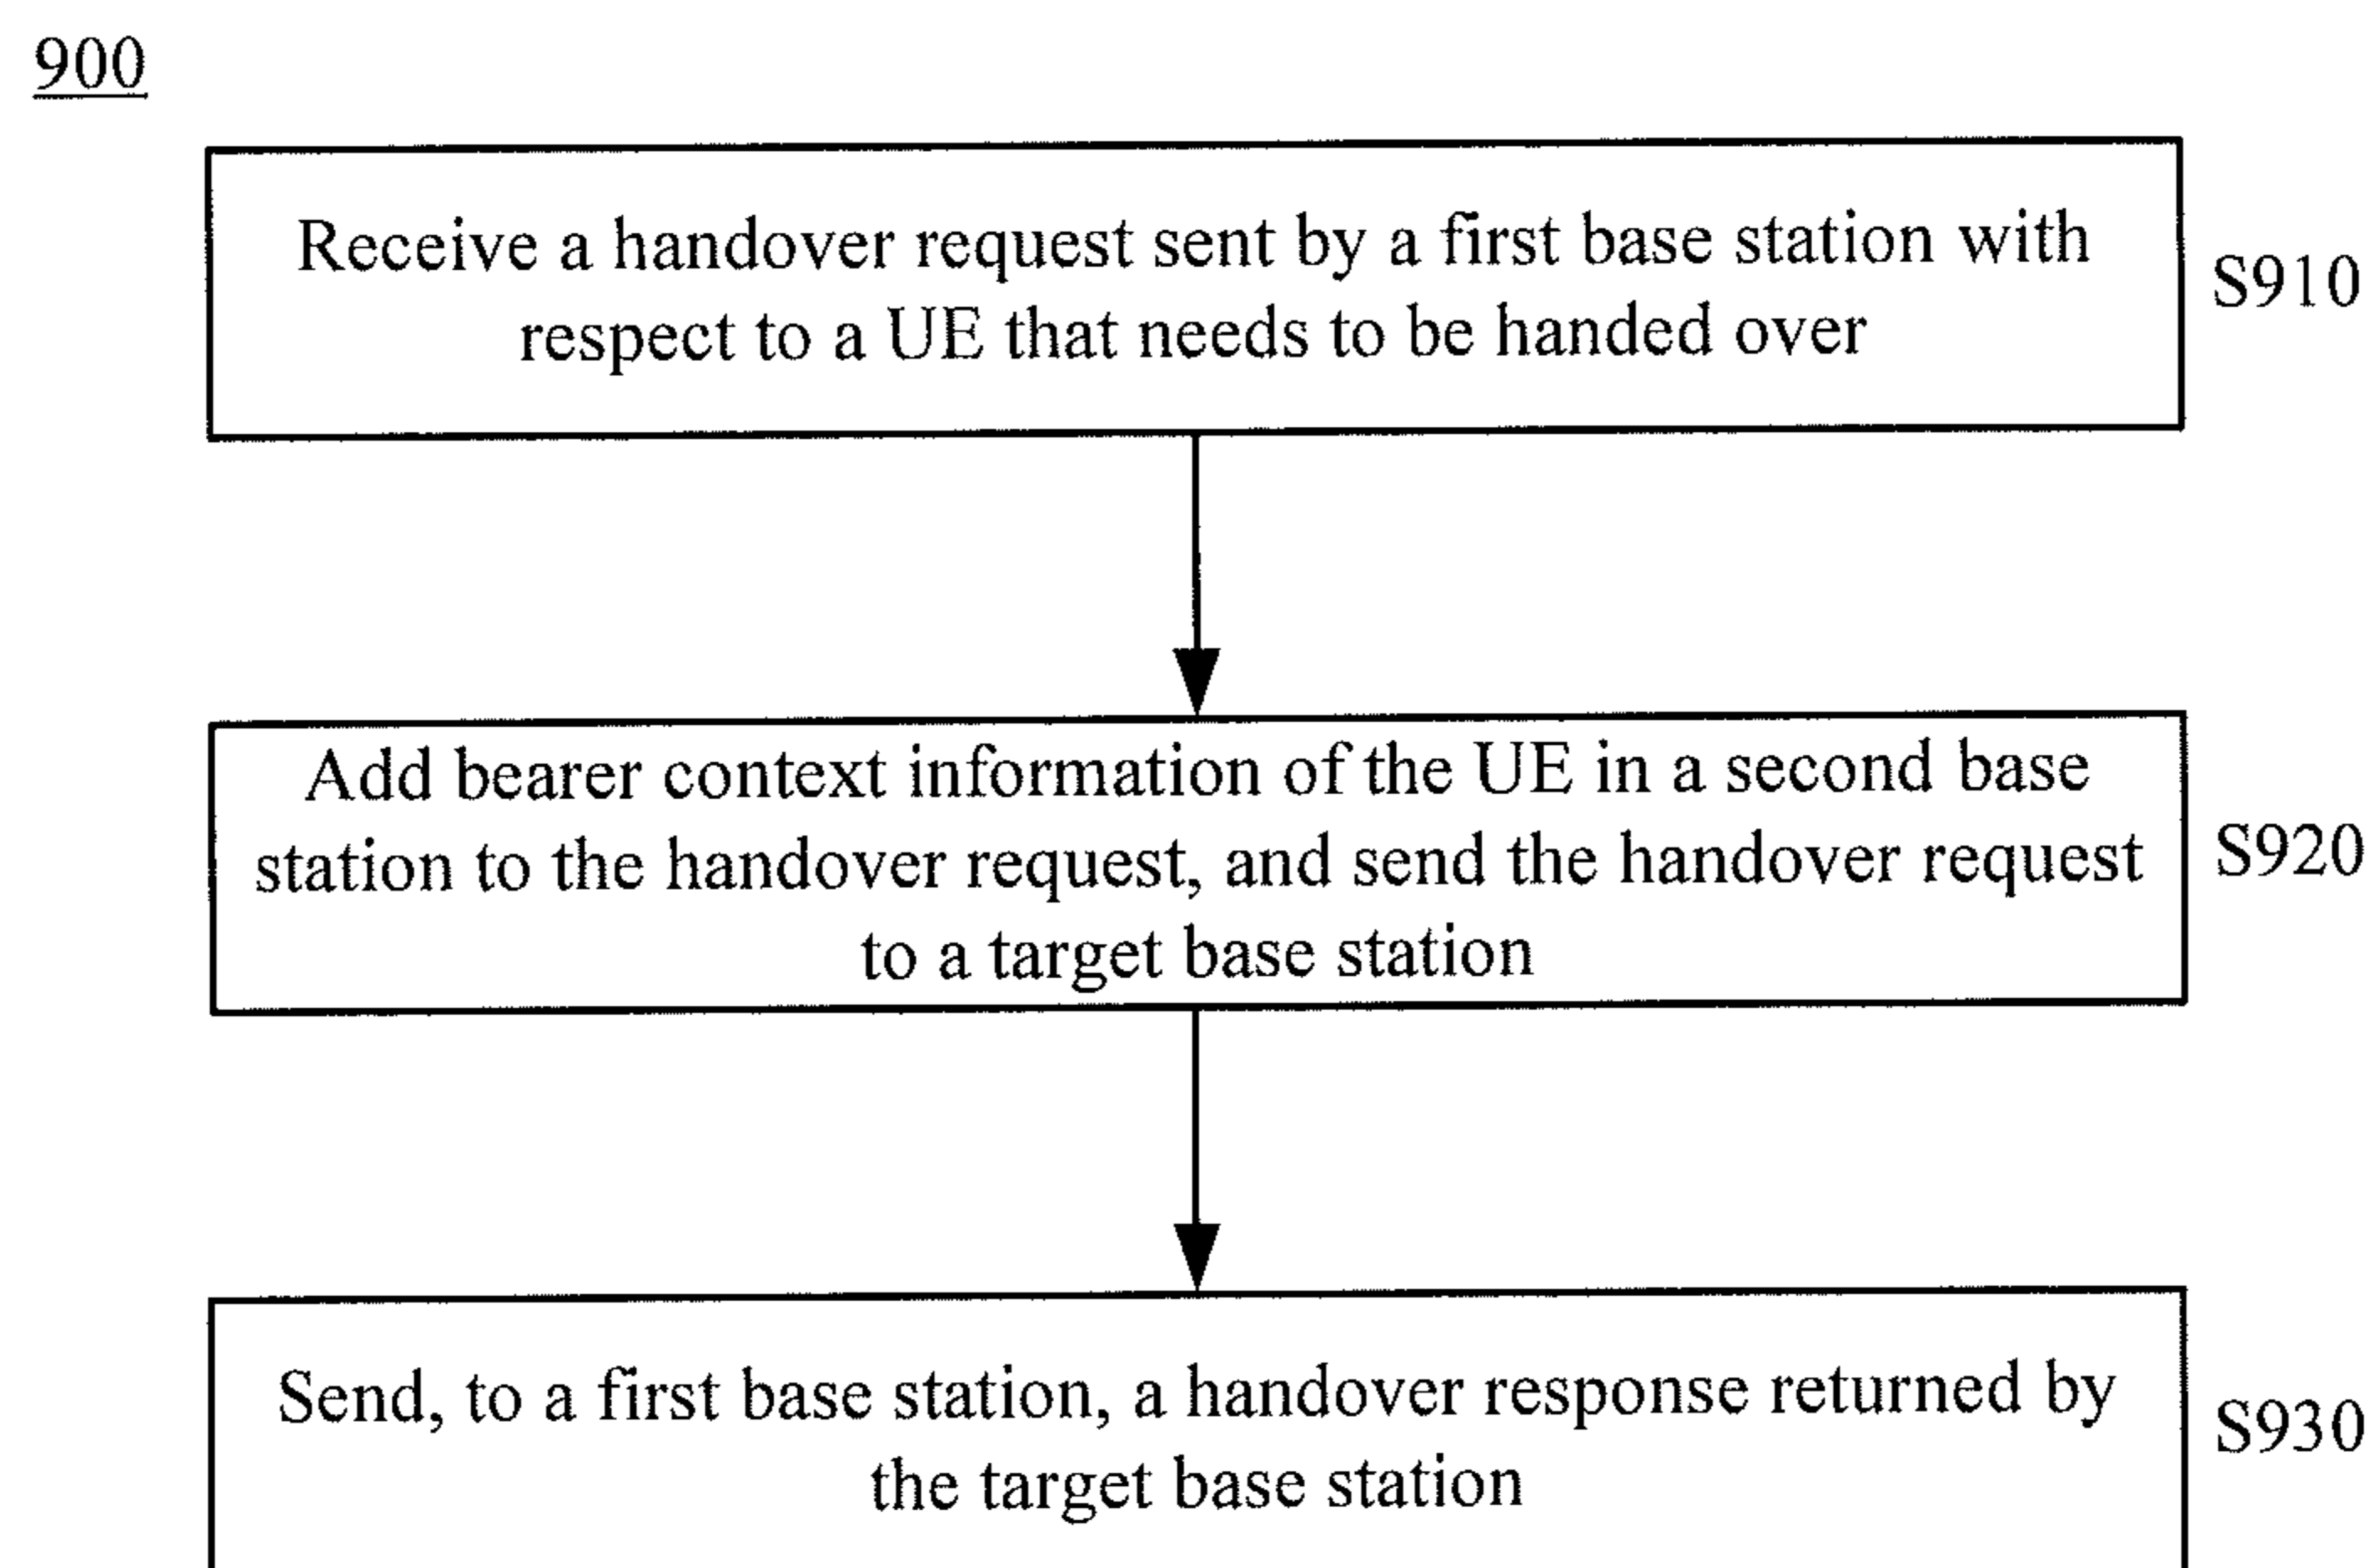 900
Receive a handover request sent by a first base station with
respect to a UE that needs to be handed over
S910
Add bearer context information of the UE in a second base
station to the handover request, and send the handover request
to a target base station
S920
Send, to a first base station, a handover response returned by
the target base station
S930